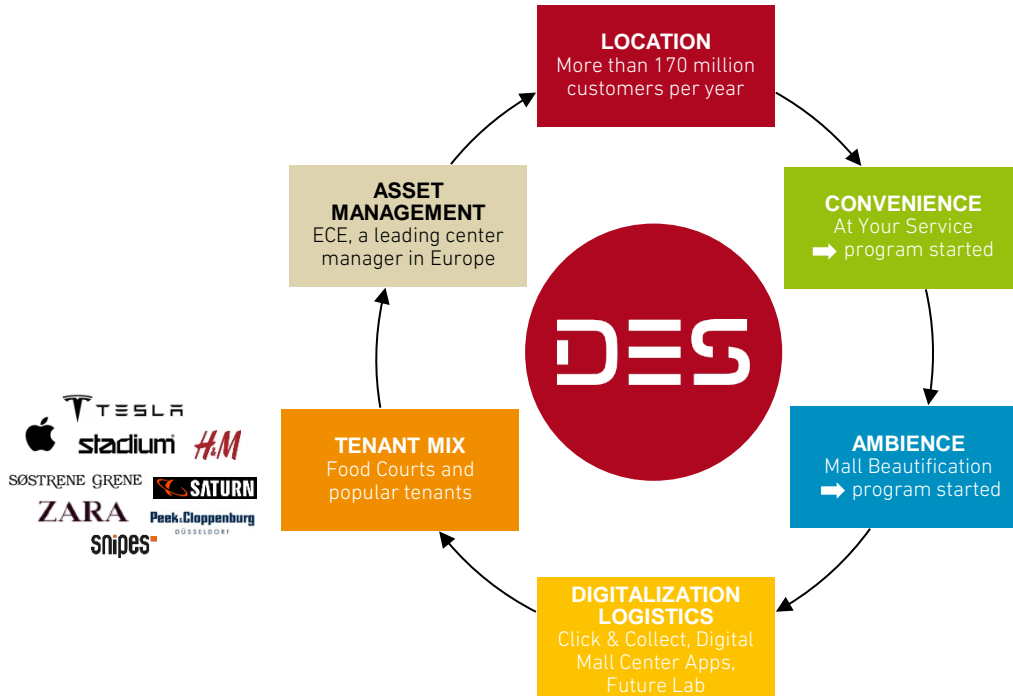 LOCATION
More than 170 million
customers per year
ASSET
MANAGEMENT
ECE, a leading center
manager in Europe
CONVENIENCE
At Your Service
➡ program started
DES
TESLA
stadium
H&M
SØSTRENE GRENE
SATURN
ZARA
Peek&Cloppenburg
DÜSSELDORF
snipes
TENANT MIX
Food Courts and
popular tenants
AMBIENCE
Mall Beautification
➡ program started
DIGITALIZATION
LOGISTICS
Click & Collect, Digital
Mall Center Apps,
Future Lab